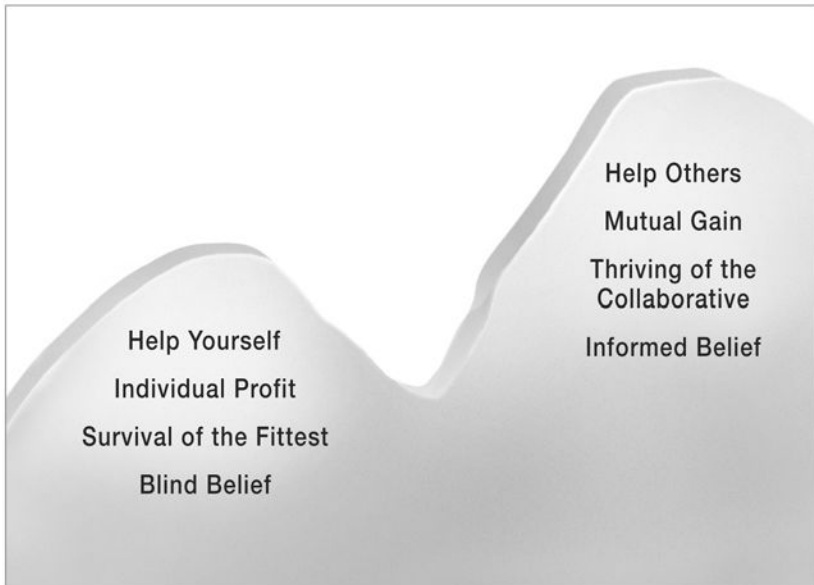 Help Yourself
Individual Profit
Survival of the Fittest
Blind Belief
Help Others
Mutual Gain
Thriving of the
Collaborative
Informed Belief